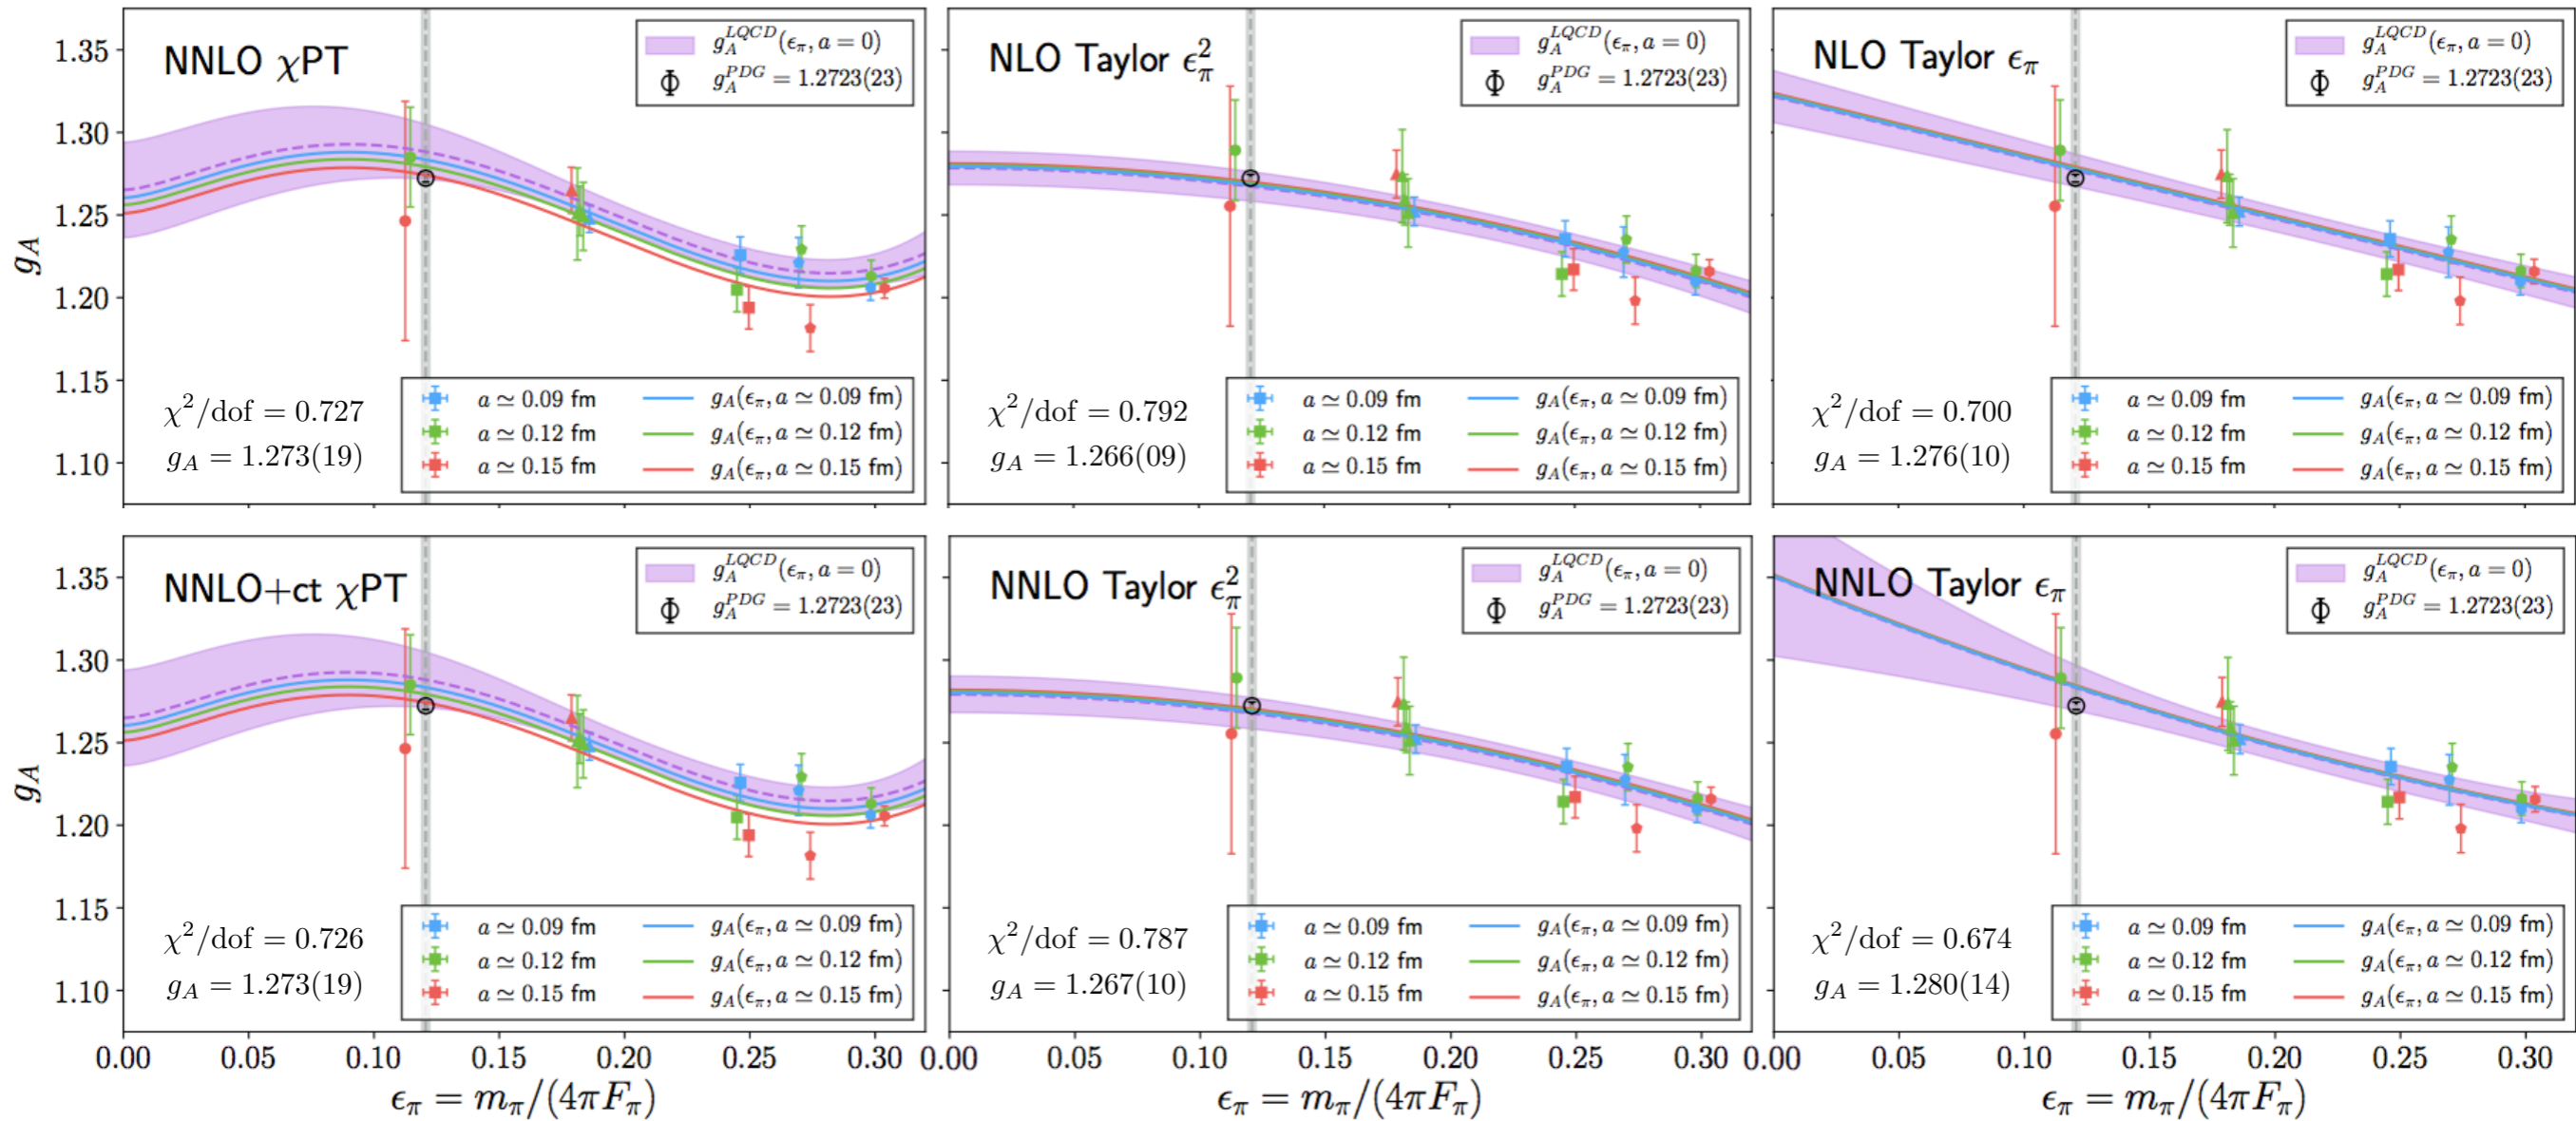 NNLO χPT
g_A^{LQCD}(ϵ_π, a = 0)
g_A^{PDG} = 1.2723(23)
1.35
1.30
1.25
1.20
1.15
1.10
g_A
χ²/dof = 0.727
g_A = 1.273(19)
a ≃ 0.09 fm
a ≃ 0.12 fm
a ≃ 0.15 fm
g_A(ϵ_π, a ≃ 0.09 fm)
g_A(ϵ_π, a ≃ 0.12 fm)
g_A(ϵ_π, a ≃ 0.15 fm)
NLO Taylor ϵ_π²
g_A^{LQCD}(ϵ_π, a = 0)
g_A^{PDG} = 1.2723(23)
χ²/dof = 0.792
g_A = 1.266(09)
a ≃ 0.09 fm
a ≃ 0.12 fm
a ≃ 0.15 fm
g_A(ϵ_π, a ≃ 0.09 fm)
g_A(ϵ_π, a ≃ 0.12 fm)
g_A(ϵ_π, a ≃ 0.15 fm)
NLO Taylor ϵ_π
g_A^{LQCD}(ϵ_π, a = 0)
g_A^{PDG} = 1.2723(23)
χ²/dof = 0.700
g_A = 1.276(10)
a ≃ 0.09 fm
a ≃ 0.12 fm
a ≃ 0.15 fm
g_A(ϵ_π, a ≃ 0.09 fm)
g_A(ϵ_π, a ≃ 0.12 fm)
g_A(ϵ_π, a ≃ 0.15 fm)
NNLO+ct χPT
g_A^{LQCD}(ϵ_π, a = 0)
g_A^{PDG} = 1.2723(23)
1.35
1.30
1.25
1.20
1.15
1.10
g_A
χ²/dof = 0.726
g_A = 1.273(19)
a ≃ 0.09 fm
a ≃ 0.12 fm
a ≃ 0.15 fm
g_A(ϵ_π, a ≃ 0.09 fm)
g_A(ϵ_π, a ≃ 0.12 fm)
g_A(ϵ_π, a ≃ 0.15 fm)
0.00 0.05 0.10 0.15 0.20 0.25 0.30
ϵ_π = m_π/(4πF_π)
NNLO Taylor ϵ_π²
g_A^{LQCD}(ϵ_π, a = 0)
g_A^{PDG} = 1.2723(23)
χ²/dof = 0.787
g_A = 1.267(10)
a ≃ 0.09 fm
a ≃ 0.12 fm
a ≃ 0.15 fm
g_A(ϵ_π, a ≃ 0.09 fm)
g_A(ϵ_π, a ≃ 0.12 fm)
g_A(ϵ_π, a ≃ 0.15 fm)
0.00 0.05 0.10 0.15 0.20 0.25 0.30
ϵ_π = m_π/(4πF_π)
NNLO Taylor ϵ_π
g_A^{LQCD}(ϵ_π, a = 0)
g_A^{PDG} = 1.2723(23)
χ²/dof = 0.674
g_A = 1.280(14)
a ≃ 0.09 fm
a ≃ 0.12 fm
a ≃ 0.15 fm
g_A(ϵ_π, a ≃ 0.09 fm)
g_A(ϵ_π, a ≃ 0.12 fm)
g_A(ϵ_π, a ≃ 0.15 fm)
0.00 0.05 0.10 0.15 0.20 0.25 0.30
ϵ_π = m_π/(4πF_π)